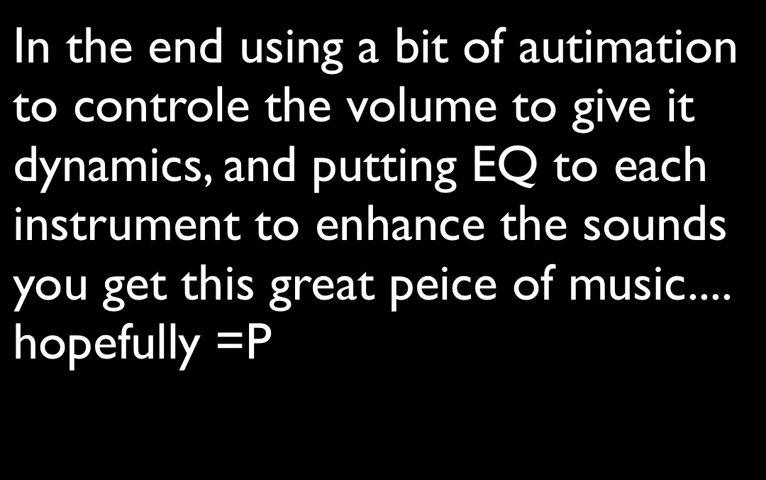 In the end using a bit of autimation
to controle the volume to give it
dynamics, and putting EQ to each
instrument to enhance the sounds
you get this great peice of music....
hopefully =P